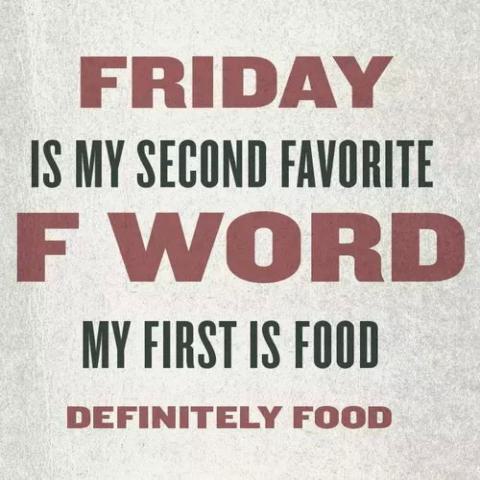 FRIDAY
IS MY SECOND FAVORITE
F WORD
MY FIRST IS FOOD
DEFINITELY FOOD